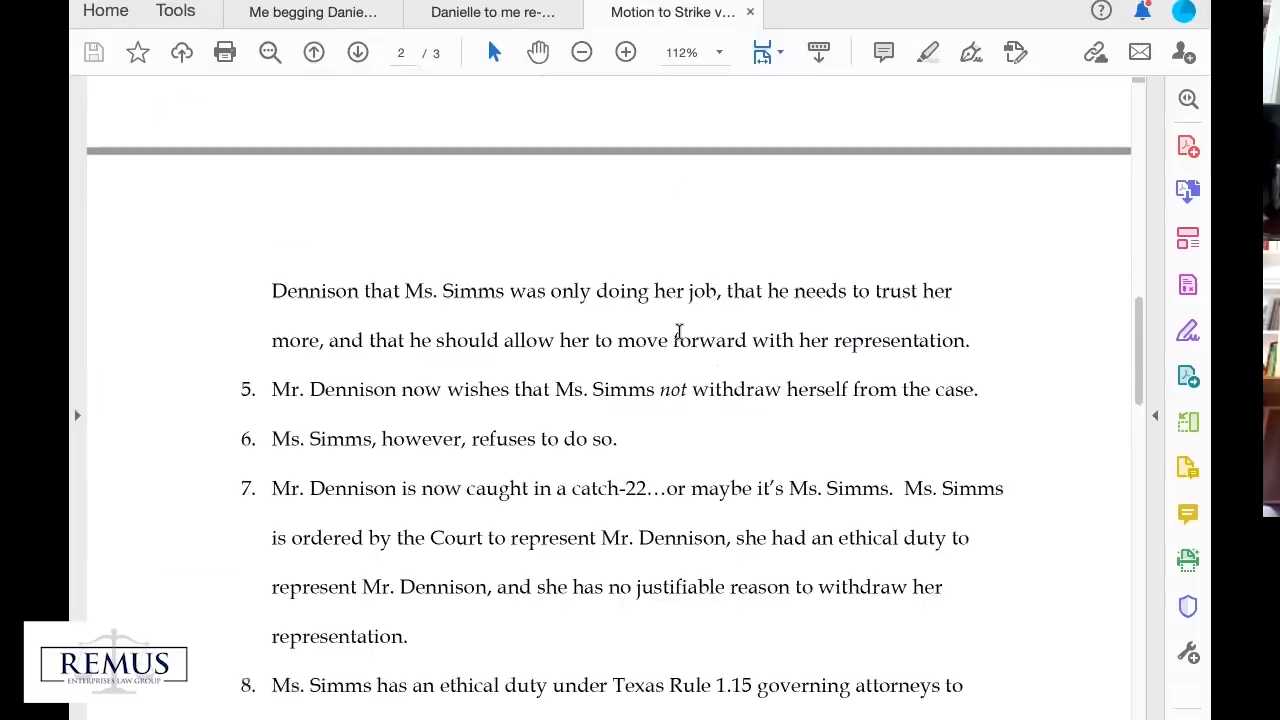 Home Tools Me begging Danie... Danielle to me re-... Motion to Strike v... ×
2 / 3 112%
Dennison that Ms. Simms was only doing her job, that he needs to trust her
more, and that he should allow her to move forward with her representation.
5. Mr. Dennison now wishes that Ms. Simms not withdraw herself from the case.
6. Ms. Simms, however, refuses to do so.
7. Mr. Dennison is now caught in a catch-22…or maybe it’s Ms. Simms. Ms. Simms
is ordered by the Court to represent Mr. Dennison, she had an ethical duty to
represent Mr. Dennison, and she has no justifiable reason to withdraw her
representation.
8. Ms. Simms has an ethical duty under Texas Rule 1.15 governing attorneys to
REMUS
ENTERPRISES LAW GROUP